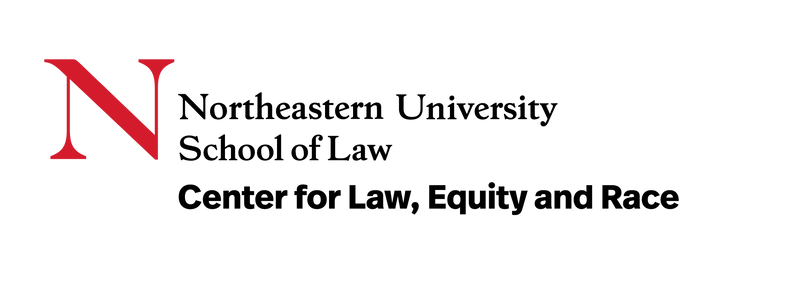 N Northeastern University
School of Law
Center for Law, Equity and Race